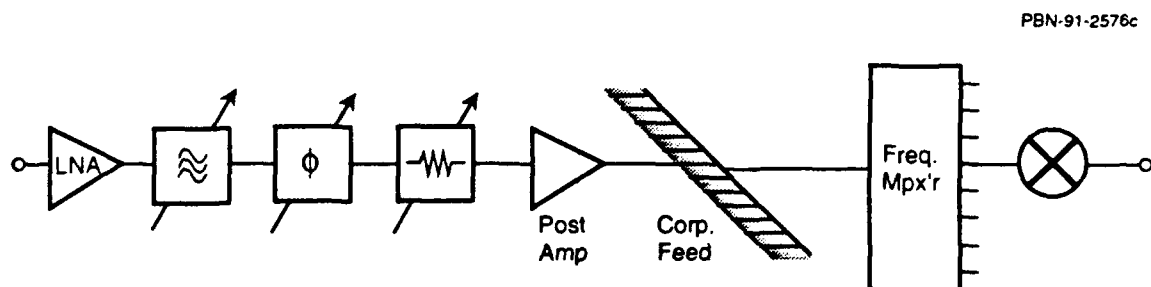 PBN-91-2576c
LNA
ϕ
Post
Amp
Corp.
Feed
Freq.
Mpx'r